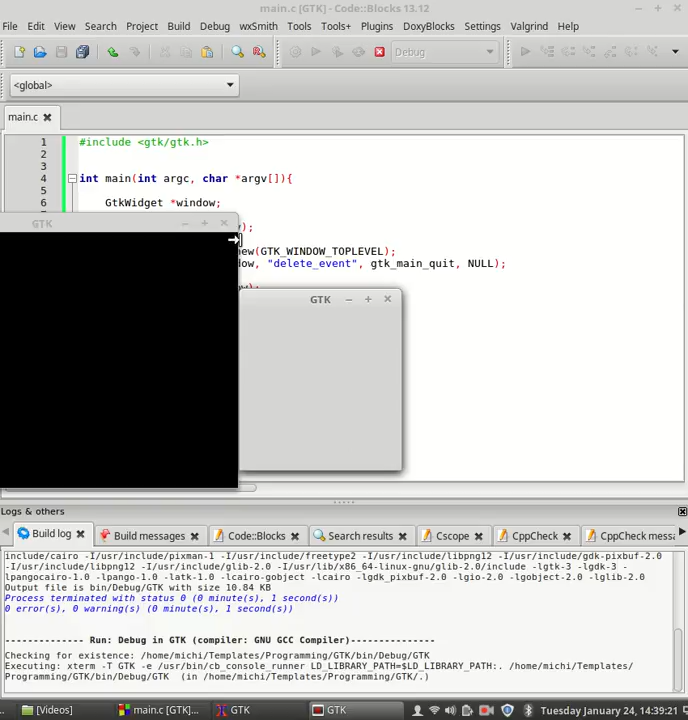 main.c [GTK] - Code::Blocks 13.12
File Edit View Search Project Build Debug wxSmith Tools Tools+ Plugins DoxyBlocks Settings Valgrind Help
Debug
<global>
main.c
1 #include <gtk/gtk.h>
2
3
4 int main(int argc, char *argv[]){
5
6 GtkWidget *window;
GTK
);
ew(GTK_WINDOW_TOPLEVEL);
dow, "delete_event", gtk_main_quit, NULL);
w);
GTK
Logs & others
Build log Build messages Code::Blocks Search results Cscope CppCheck CppCheck messa
include/cairo -I/usr/include/pixman-1 -I/usr/include/freetype2 -I/usr/include/libpng12 -I/usr/include/gdk-pixbuf-2.0
-I/usr/include/libpng12 -I/usr/include/glib-2.0 -I/usr/lib/x86_64-linux-gnu/glib-2.0/include -lgtk-3 -lgdk-3 -
lpangocairo-1.0 -lpango-1.0 -latk-1.0 -lcairo-gobject -lcairo -lgdk_pixbuf-2.0 -lgio-2.0 -lgobject-2.0 -lglib-2.0
Output file is bin/Debug/GTK with size 10.84 KB
Process terminated with status 0 (0 minute(s), 1 second(s))
0 error(s), 0 warning(s) (0 minute(s), 1 second(s))
------------- Run: Debug in GTK (compiler: GNU GCC Compiler)---------------
Checking for existence: /home/michi/Templates/Programming/GTK/bin/Debug/GTK
Executing: xterm -T GTK -e /usr/bin/cb_console_runner LD_LIBRARY_PATH=$LD_LIBRARY_PATH:. /home/michi/Templates/
Programming/GTK/bin/Debug/GTK (in /home/michi/Templates/Programming/GTK/.)
[Videos] main.c [GTK]... GTK GTK Tuesday January 24, 14:39:21